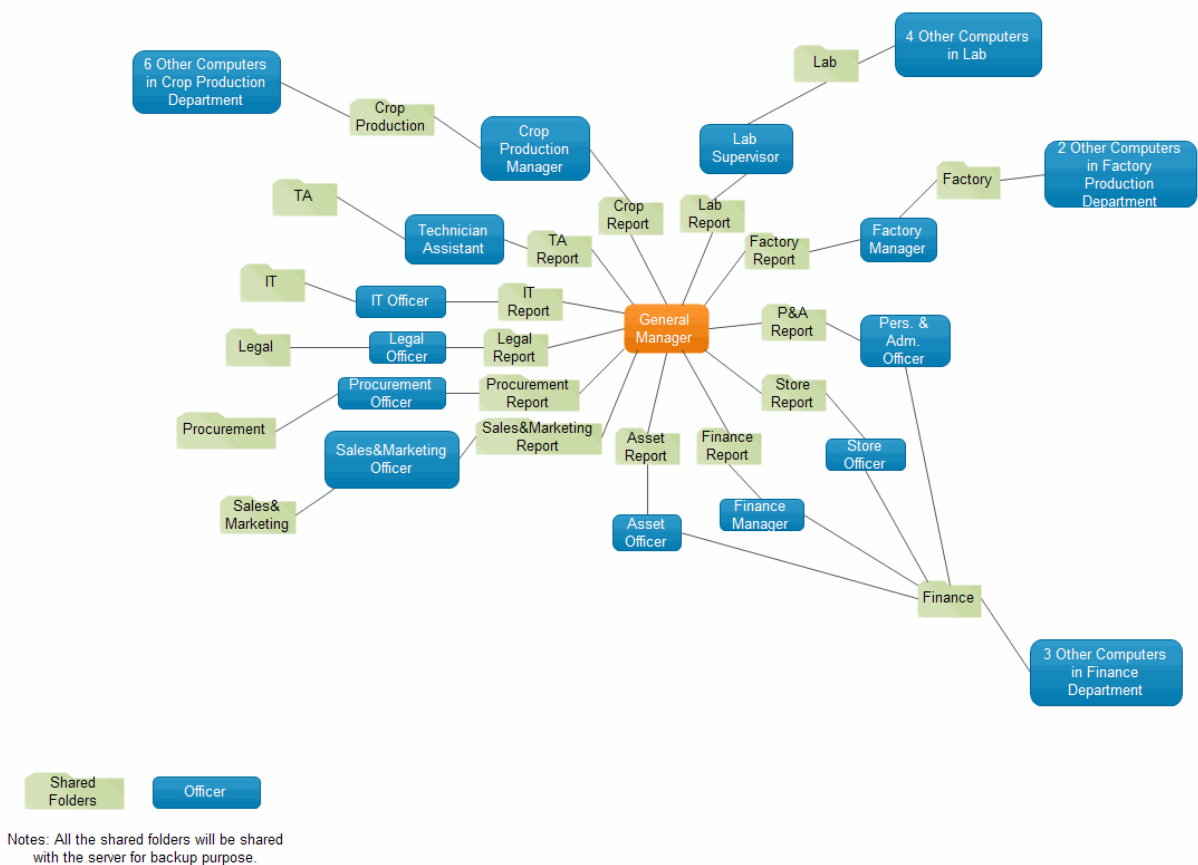 6 Other Computers
in Crop Production
Department
Crop
Production
Crop
Production
Manager
Lab
4 Other Computers
in Lab
Lab
Supervisor
2 Other Computers
in Factory
Production
Department
Factory
Factory
Manager
TA
Technician
Assistant
TA
Report
Crop
Report
Lab
Report
Factory
Report
IT
IT Officer
IT
Report
General
Manager
P&A
Report
Pers. &
Adm.
Officer
Legal
Legal
Officer
Legal
Report
Procurement
Procurement
Officer
Procurement
Report
Store
Report
Store
Officer
Sales&
Marketing
Sales&Marketing
Officer
Sales&Marketing
Report
Asset
Report
Finance
Report
Asset
Officer
Finance
Manager
Finance
3 Other Computers
in Finance
Department
Shared
Folders
Officer
Notes: All the shared folders will be shared
with the server for backup purpose.